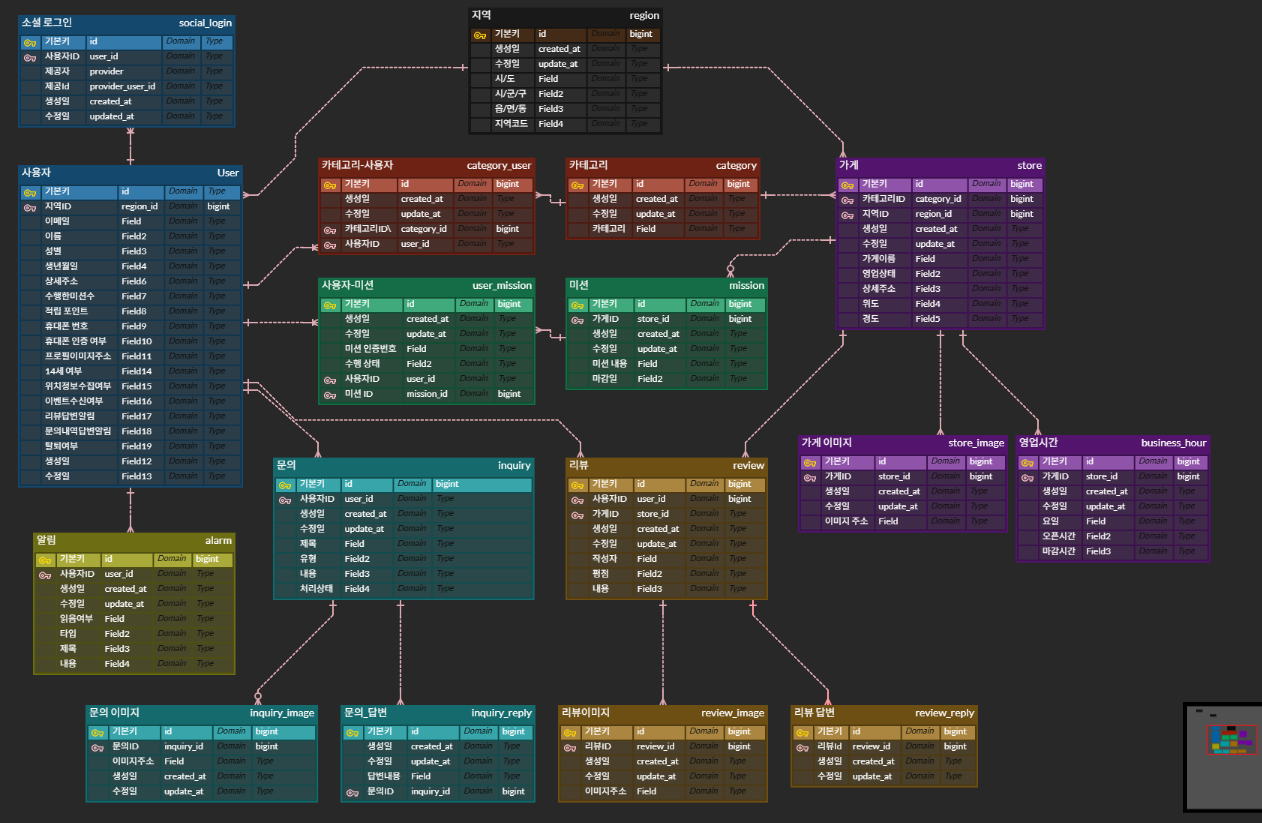 소셜 로그인 social_login
기본키 id Domain Type
사용자ID user_id Domain Type
제공자 provider Domain Type
제공Id provider_user_id Domain Type
생성일 created_at Domain Type
수정일 updated_at Domain Type
지역 region
기본키 id Domain bigint
생성일 created_at Domain Type
수정일 update_at Domain Type
시/도 Field Domain Type
시/군/구 Field2 Domain Type
읍/면/동 Field3 Domain Type
지역코드 Field4 Domain Type
사용자 User
기본키 id Domain Type
지역ID region_id Domain bigint
이메일 Field Domain Type
이름 Field2 Domain Type
성별 Field3 Domain Type
생년월일 Field4 Domain Type
상세주소 Field6 Domain Type
수행한미션수 Field7 Domain Type
적립 포인트 Field8 Domain Type
휴대폰 번호 Field9 Domain Type
휴대폰 인증 여부 Field10 Domain Type
프로필이미지주소 Field11 Domain Type
14세 여부 Field14 Domain Type
위치정보수집여부 Field15 Domain Type
이벤트수신여부 Field16 Domain Type
리뷰답변알림 Field17 Domain Type
문의내역답변알림 Field18 Domain Type
탈퇴여부 Field19 Domain Type
생성일 Field12 Domain Type
수정일 Field13 Domain Type
카테고리-사용자 category_user
기본키 id Domain bigint
생성일 created_at Domain Type
수정일 update_at Domain Type
카테고리ID\ category_id Domain bigint
사용자ID user_id Domain Type
카테고리 category
기본키 id Domain bigint
생성일 created_at Domain Type
수정일 update_at Domain Type
카테고리 Field Domain Type
가게 store
기본키 id Domain bigint
카테고리ID category_id Domain bigint
지역ID region_id Domain bigint
생성일 created_at Domain Type
수정일 update_at Domain Type
가게이름 Field Domain Type
영업상태 Field2 Domain Type
상세주소 Field3 Domain Type
위도 Field4 Domain Type
경도 Field5 Domain Type
사용자-미션 user_mission
기본키 id Domain bigint
생성일 created_at Domain Type
수정일 update_at Domain Type
미션 인증번호 Field Domain Type
수행 상태 Field2 Domain Type
사용자ID user_id Domain Type
미션 ID mission_id Domain bigint
미션 mission
기본키 id Domain bigint
가게ID store_id Domain bigint
생성일 created_at Domain Type
수정일 update_at Domain Type
미션 내용 Field Domain Type
마감일 Field2 Domain Type
가게 이미지 store_image
기본키 id Domain bigint
가게ID store_id Domain bigint
생성일 created_at Domain Type
수정일 update_at Domain Type
이미지 주소 Field Domain Type
영업시간 business_hour
기본키 id Domain bigint
가게ID store_id Domain bigint
생성일 created_at Domain Type
수정일 update_at Domain Type
요일 Field Domain Type
오픈시간 Field2 Domain Type
마감시간 Field3 Domain Type
문의 inquiry
기본키 id Domain bigint
사용자ID user_id Domain Type
생성일 created_at Domain Type
수정일 update_at Domain Type
제목 Field Domain Type
유형 Field2 Domain Type
내용 Field3 Domain Type
처리상태 Field4 Domain Type
리뷰 review
기본키 id Domain bigint
사용자ID user_id Domain bigint
가게ID store_id Domain Type
생성일 created_at Domain Type
수정일 update_at Domain Type
작성자 Field Domain Type
평점 Field2 Domain Type
내용 Field3 Domain Type
알림 alarm
기본키 id Domain bigint
사용자ID user_id Domain Type
생성일 created_at Domain Type
수정일 update_at Domain Type
읽음여부 Field Domain Type
타입 Field2 Domain Type
제목 Field3 Domain Type
내용 Field4 Domain Type
문의 이미지 inquiry_image
기본키 id Domain bigint
문의ID inquiry_id Domain bigint
이미지주소 Field Domain Type
생성일 created_at Domain Type
수정일 update_at Domain Type
문의_답변 inquiry_reply
기본키 id Domain bigint
생성일 created_at Domain Type
수정일 update_at Domain Type
답변내용 Field Domain Type
문의ID inquiry_id Domain bigint
리뷰이미지 review_image
기본키 id Domain bigint
리뷰ID review_id Domain bigint
생성일 created_at Domain Type
수정일 update_at Domain Type
이미지주소 Field Domain Type
리뷰 답변 review_reply
기본키 id Domain bigint
리뷰Id review_id Domain bigint
생성일 created_at Domain Type
수정일 update_at Domain Type